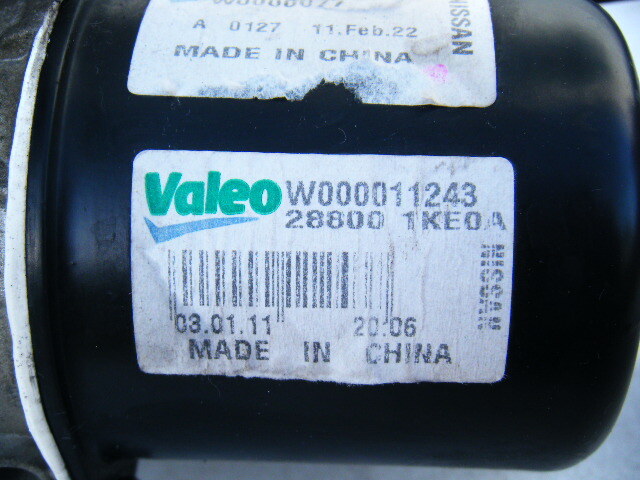 A 0127 11.Feb.22
MADE IN CHINA
NISSAN
Valeo W000011243
28800 1KE0A
NISSAN
03.01.11 20:06
MADE IN CHINA